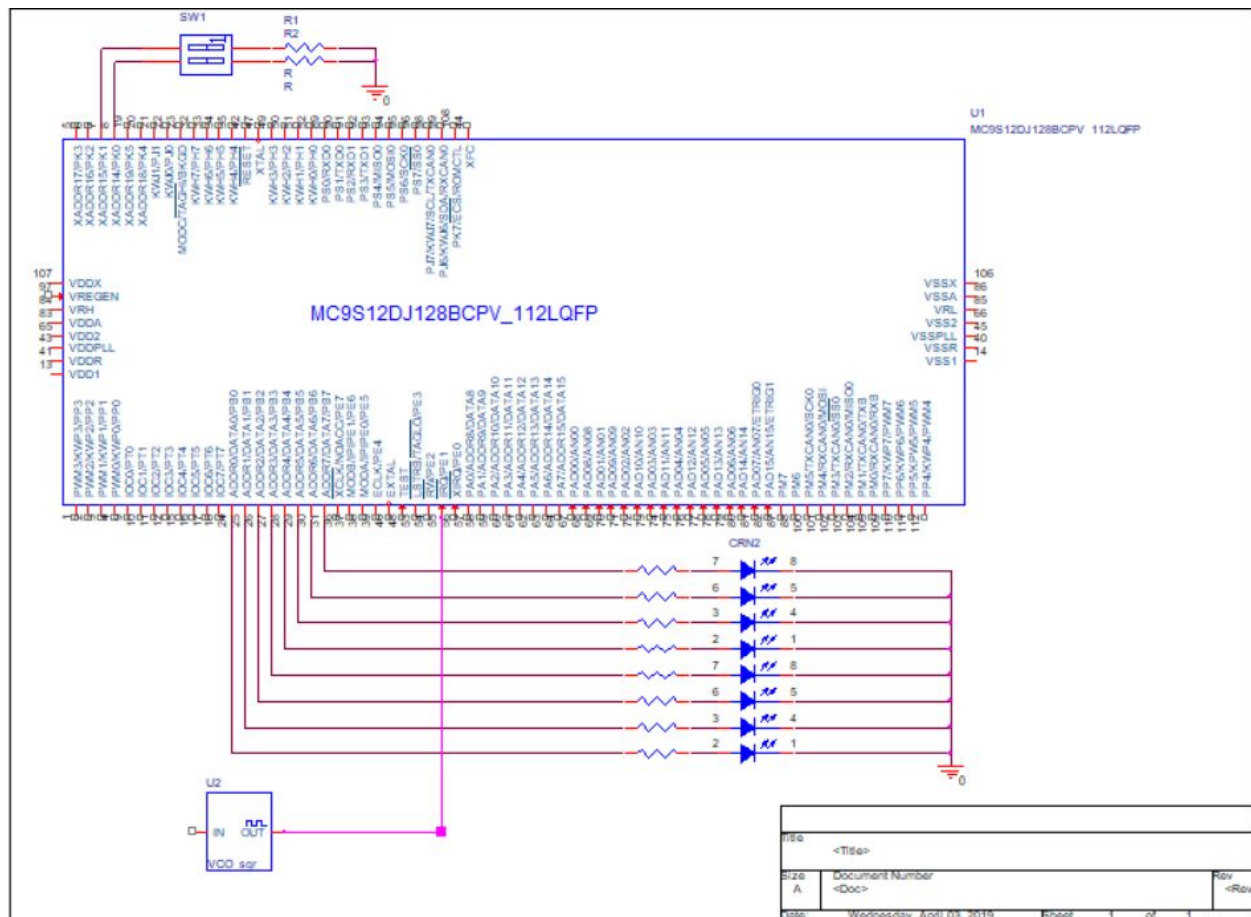 SW1
R1
R2
R
R
0
U1
MC9S12DJ128BCPV_112LQFP
XADDR17/PK3
XADDR16/PK2
XADDR15/PK1
XADDR14/PK0
XADDR19/PK5
XADDR18/PK4
KWJ1/PJ1
KWJ0/PJ0
MODC/TAGHI/BKGD
KWH7/PH7
KWH6/PH6
KWH5/PH5
KWH4/PH4
RESET
XTAL
KWH3/PH3
KWH2/PH2
KWH1/PH1
KWH0/PH0
PS0/RXD0
PS1/TXD0
PS2/RXD1
PS3/TXD1
PS4/MISO0
PS5/MOSI0
PS6/SCK0
PS7/SS0
PJ7/KWJ7/SCL/TXCAN0
PJ6/KWJ6/SDA/RXCAN0
PK7/ECS/ROMCTL
XFC
107 VDDX
97 VREGEN
84 VRH
83 VDDA
65 VDD2
43 VDDPLL
41 VDDR
13 VDD1
MC9S12DJ128BCPV_112LQFP
VSSX 106
VSSA 86
VRL 85
VSS2 66
VSSPLL 45
VSSR 40
VSS1 14
PWM3/KWP3/PP3
PWM2/KWP2/PP2
PWM1/KWP1/PP1
PWM0/KWP0/PP0
IOC0/PT0
IOC1/PT1
IOC2/PT2
IOC3/PT3
IOC4/PT4
IOC5/PT5
IOC6/PT6
IOC7/PT7
ADDR0/DATA0/PB0
ADDR1/DATA1/PB1
ADDR2/DATA2/PB2
ADDR3/DATA3/PB3
ADDR4/DATA4/PB4
ADDR5/DATA5/PB5
ADDR6/DATA6/PB6
ADDR7/DATA7/PB7
XCLKS/NOACC/PE7
MODB/IPIPE1/PE6
MODA/IPIPE0/PE5
ECLK/PE4
EXTAL
TEST
LSTRB/TAGLO/PE3
RW/PE2
IRQ/PE1
XIRQ/PE0
PA0/ADDR8/DATA8
PA1/ADDR9/DATA9
PA2/ADDR10/DATA10
PA3/ADDR11/DATA11
PA4/ADDR12/DATA12
PA5/ADDR13/DATA13
PA6/ADDR14/DATA14
PA7/ADDR15/DATA15
PAD00/AN00
PAD08/AN08
PAD01/AN01
PAD09/AN09
PAD02/AN02
PAD10/AN10
PAD03/AN03
PAD11/AN11
PAD04/AN04
PAD12/AN12
PAD05/AN05
PAD13/AN13
PAD06/AN06
PAD14/AN14
PAD07/AN07/ETRIG0
PAD15/AN15/ETRIG1
PM7
PM6
PM5/TXCAN0/SCK0
PM4/RXCAN0/MOSI
PM3/TXCAN0/SS0
PM2/RXCAN0/MISO0
PM1/TXCAN0/TXB
PM0/RXCAN0/RXB
PP7/KWP7/PWM7
PP6/KWP6/PWM6
PP5/KWP5/PWM5
PP4/KWP4/PWM4
CRN2
7 8
6 5
3 4
2 1
7 8
6 5
3 4
2 1
0
U2
IN OUT
VCO_sqr
Title
<Title>
Size Document Number Rev
A <Doc> <Rev
Date: Wednesday, April 03, 2019 Sheet 1 of 1